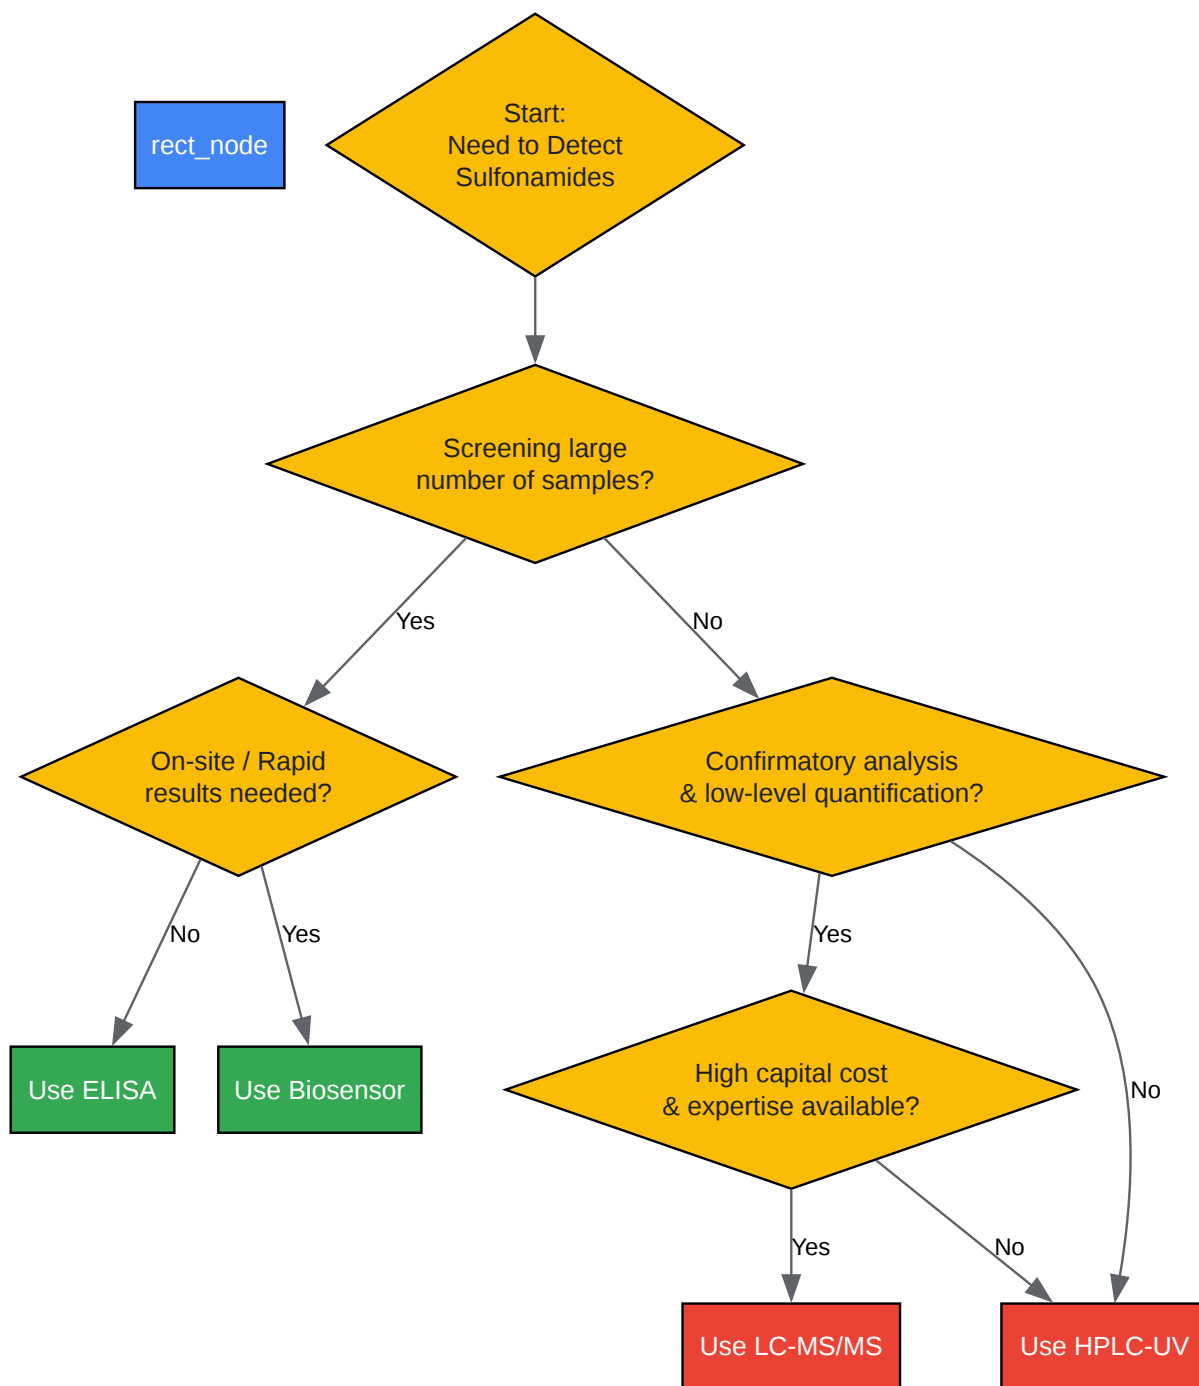 rect_node
Start:
Need to Detect
Sulfonamides
Screening large
number of samples?
Yes
No
On-site / Rapid
results needed?
Confirmatory analysis
& low-level quantification?
No
Yes
Yes
No
Use ELISA
Use Biosensor
High capital cost
& expertise available?
Yes
No
Use LC-MS/MS
Use HPLC-UV